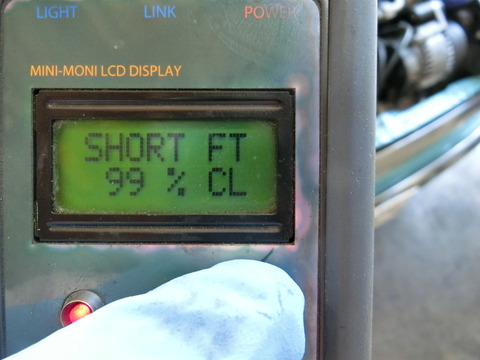 LIGHT LINK POWER
MINI-MONI LCD DISPLAY
SHORT FT
99 % CL